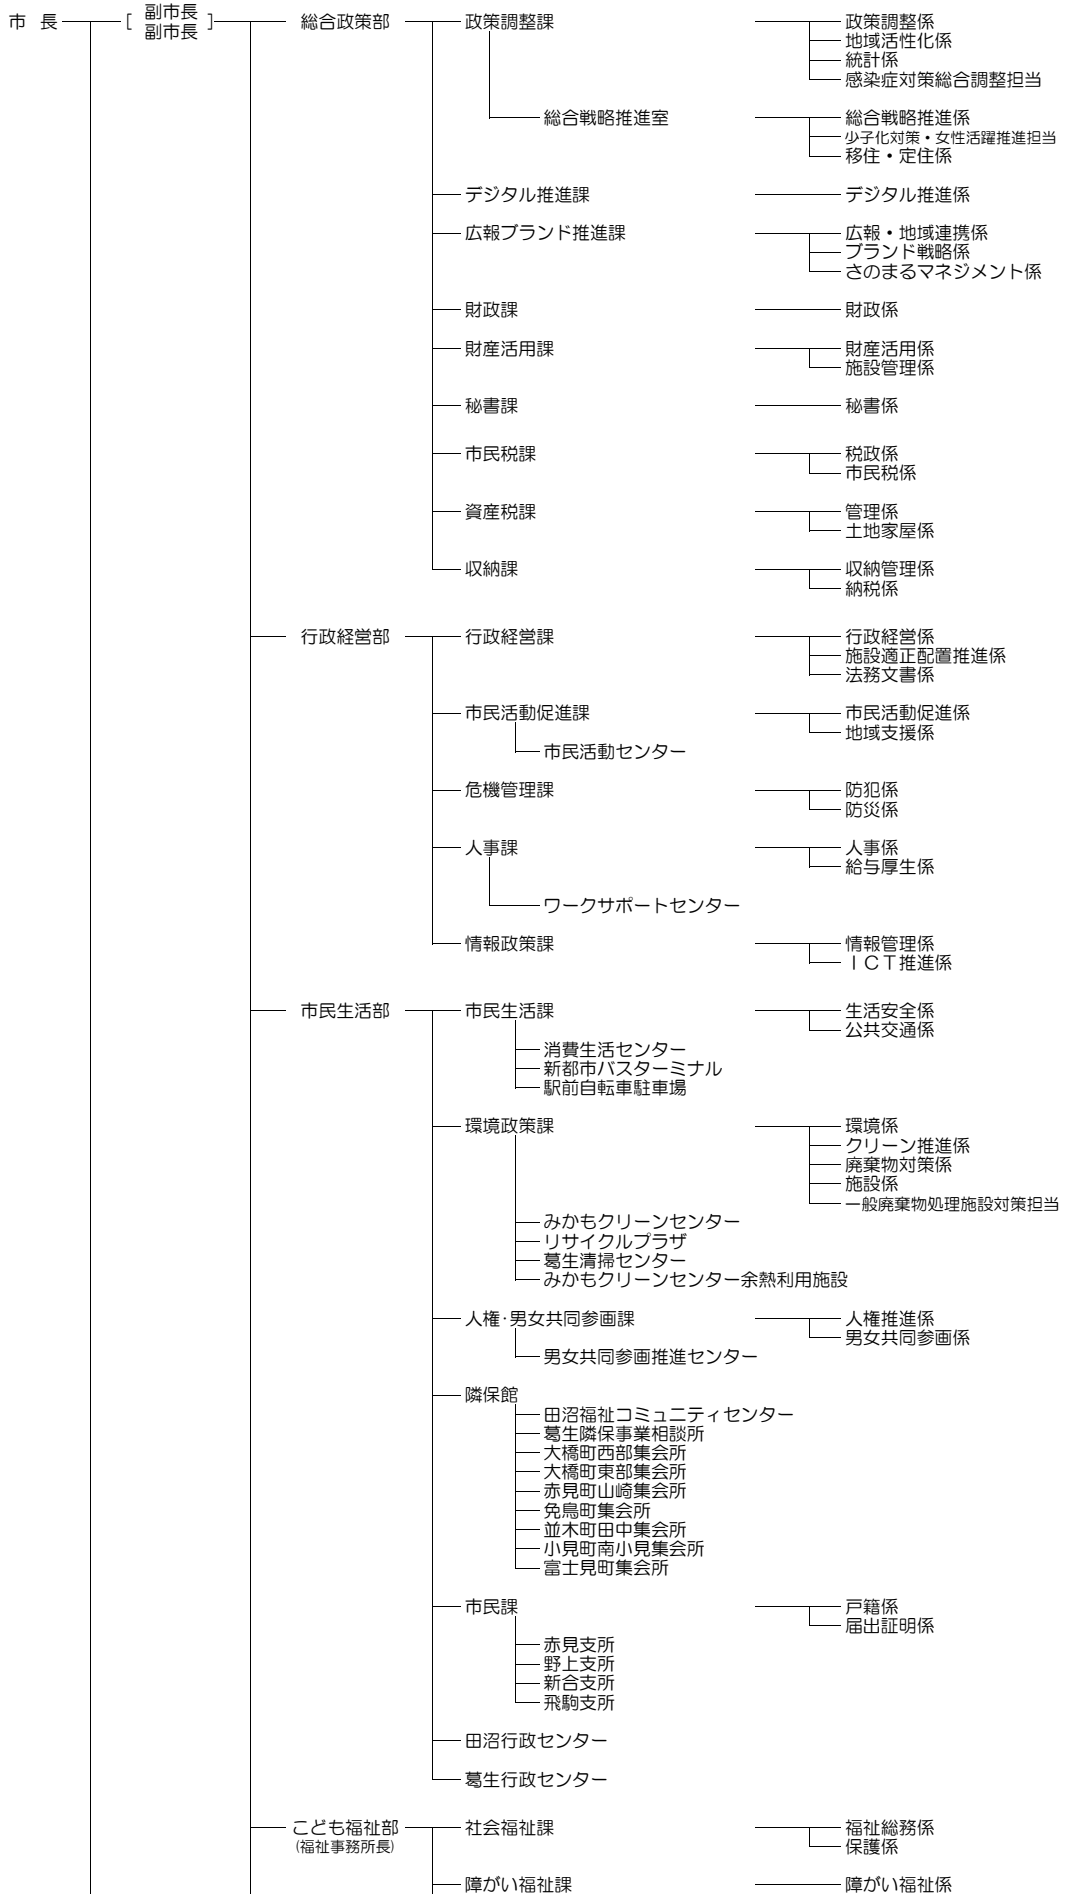 市 長 [ 副市長 副市長 ] 総合政策部 政策調整課 政策調整係
地域活性化係
統計係
感染症対策総合調整担当
総合戦略推進室 総合戦略推進係
少子化対策・女性活躍推進担当
移住・定住係
デジタル推進課 デジタル推進係
広報ブランド推進課 広報・地域連携係
ブランド戦略係
さのまるマネジメント係
財政課 財政係
財産活用課 財産活用係
施設管理係
秘書課 秘書係
市民税課 税政係
市民税係
資産税課 管理係
土地家屋係
収納課 収納管理係
納税係
行政経営部 行政経営課 行政経営係
施設適正配置推進係
法務文書係
市民活動促進課 市民活動促進係
地域支援係
市民活動センター
危機管理課 防犯係
防災係
人事課 人事係
給与厚生係
ワークサポートセンター
情報政策課 情報管理係
ＩＣＴ推進係
市民生活部 市民生活課 生活安全係
公共交通係
消費生活センター
新都市バスターミナル
駅前自転車駐車場
環境政策課 環境係
クリーン推進係
廃棄物対策係
施設係
一般廃棄物処理施設対策担当
みかもクリーンセンター
リサイクルプラザ
葛生清掃センター
みかもクリーンセンター余熱利用施設
人権・男女共同参画課 人権推進係
男女共同参画係
男女共同参画推進センター
隣保館
田沼福祉コミュニティセンター
葛生隣保事業相談所
大橋町西部集会所
大橋町東部集会所
赤見町山崎集会所
免鳥町集会所
並木町田中集会所
小見町南小見集会所
富士見町集会所
市民課 戸籍係
届出証明係
赤見支所
野上支所
新合支所
飛駒支所
田沼行政センター
葛生行政センター
こども福祉部 社会福祉課 福祉総務係
(福祉事務所長) 保護係
障がい福祉課 障がい福祉係